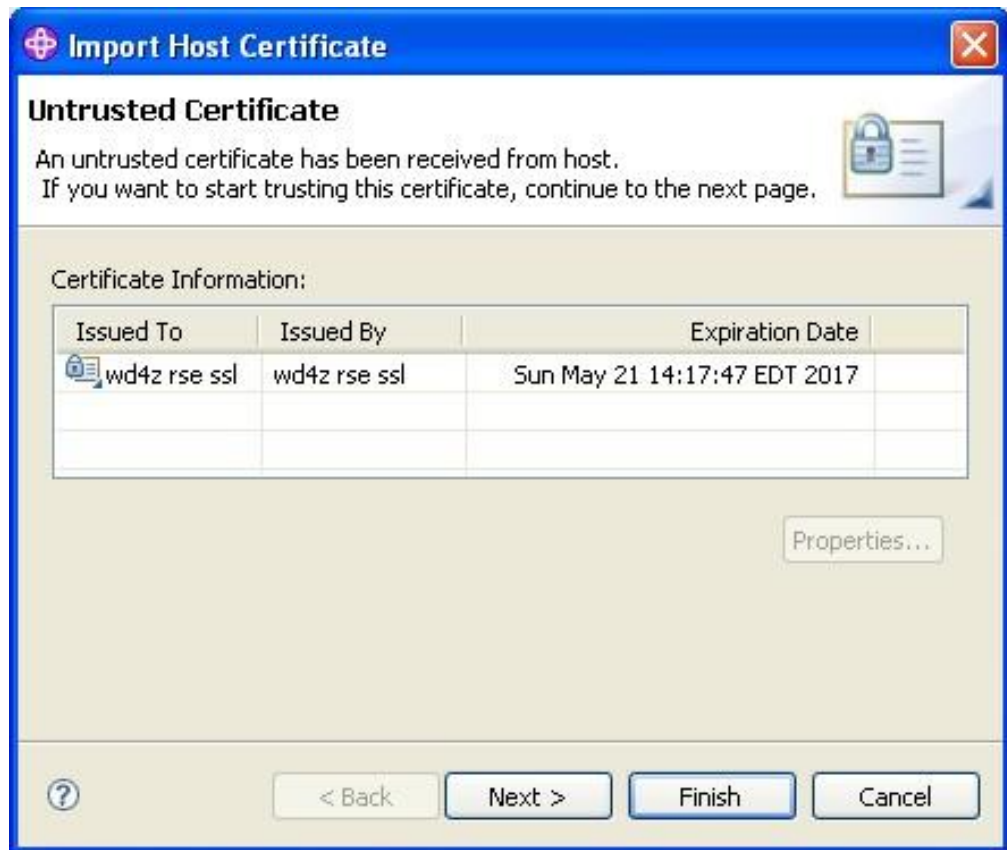 Import Host Certificate
Untrusted Certificate
An untrusted certificate has been received from host.
If you want to start trusting this certificate, continue to the next page.
Certificate Information:
Issued To Issued By Expiration Date
wd4z rse ssl wd4z rse ssl Sun May 21 14:17:47 EDT 2017
Properties...
? < Back Next > Finish Cancel